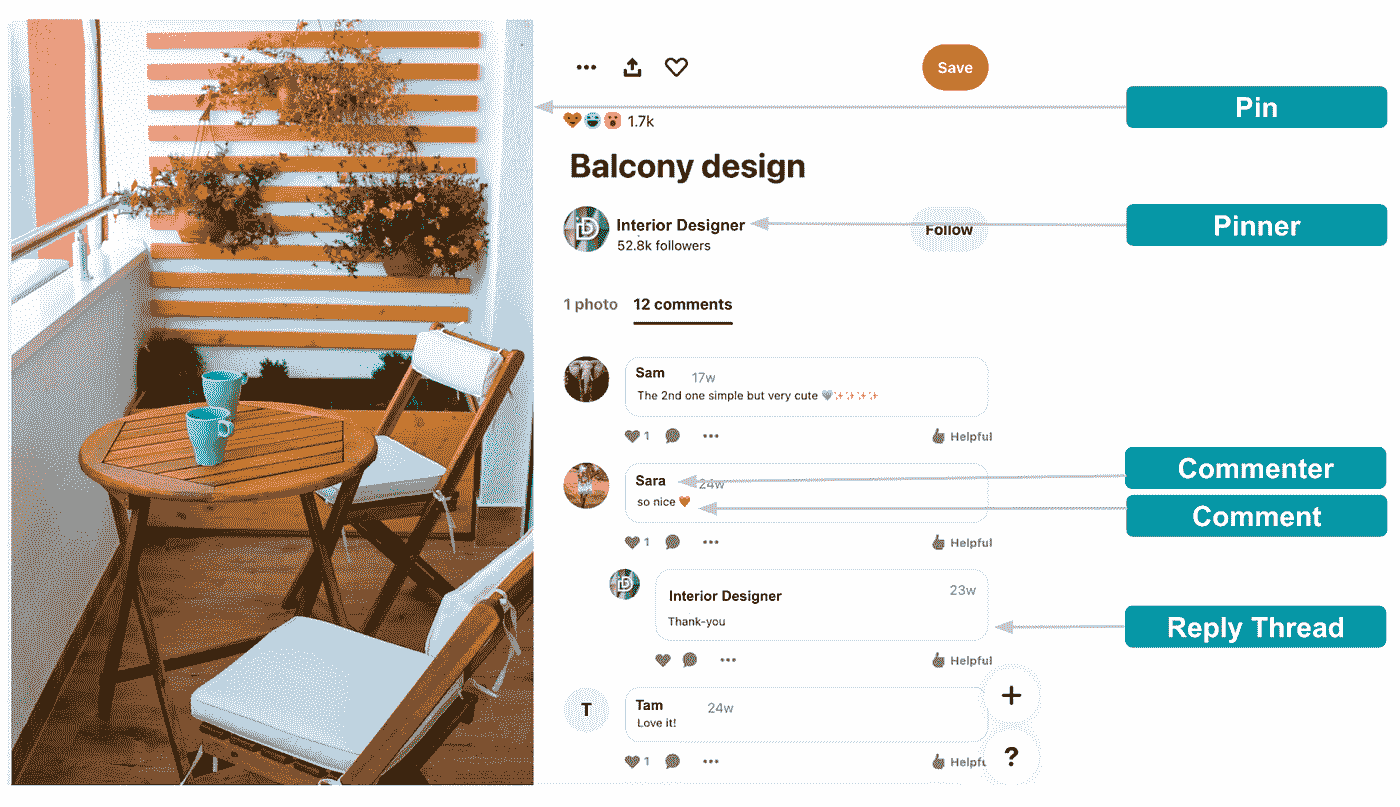 Save
Pin
1.7k
Balcony design
Interior Designer
52.8k followers
Follow
Pinner
1 photo 12 comments
Sam 17w
The 2nd one simple but very cute 🩶✨✨✨✨
1 Helpful
Sara 24w
so nice 🧡
Commenter
Comment
1 Helpful
Interior Designer 23w
Thank-you
Reply Thread
Helpful
T
Tam 24w
Love it!
1 Helpfu
+
?